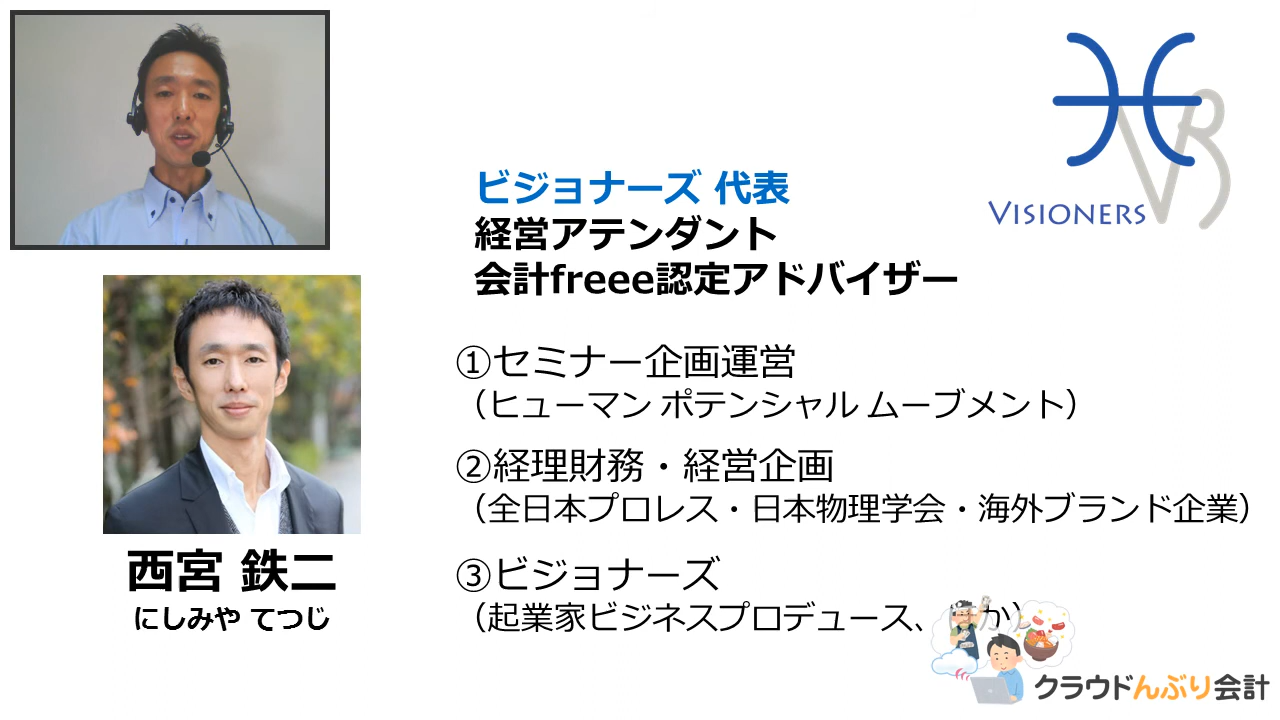 ビジョナーズ 代表
経営アテンダント
会計freee認定アドバイザー
VISIONERS
①セミナー企画運営
（ヒューマン ポテンシャル ムーブメント）
②経理財務・経営企画
（全日本プロレス・日本物理学会・海外ブランド企業）
③ビジョナーズ
（起業家ビジネスプロデュース、ほか）
西宮 鉄二
にしみや てつじ
クラウドんぶり会計